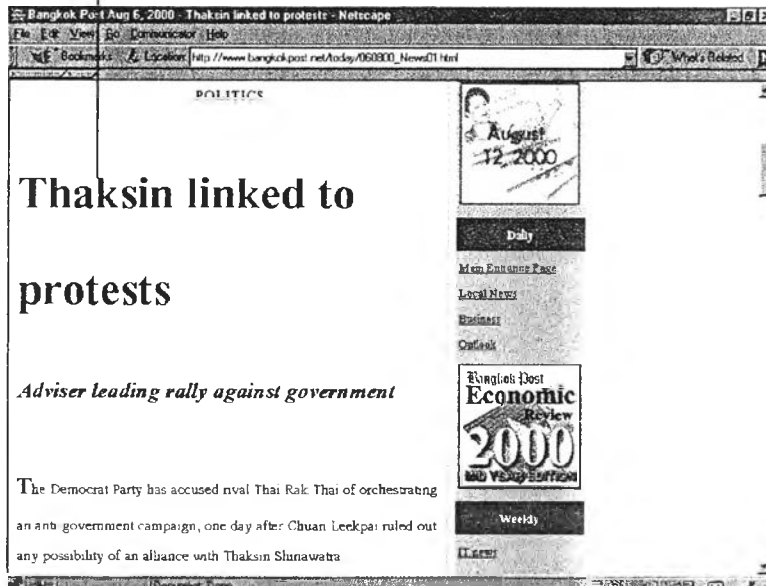 Bangkok Post Aug 6, 2000 - Thaksin linked to protests - Netscape
File Edit View Go Communicator Help
Bookmarks Location: http://www.bangkokpost.net/today/060800_News01.html What's Related
POLITICS
Thaksin linked to
protests
Adviser leading rally against government
The Democrat Party has accused rival Thai Rak Thai of orchestrating
an anti-government campaign, one day after Chuan Leekpai ruled out
any possibility of an alliance with Thaksin Shinawatra
August
12, 2000
Daily
Main Entrance Page
Local News
Business
Outlook
Bangkok Post
Economic
Review
2000
MID YEAR EDITION
Weekly
IT news
Document: Done